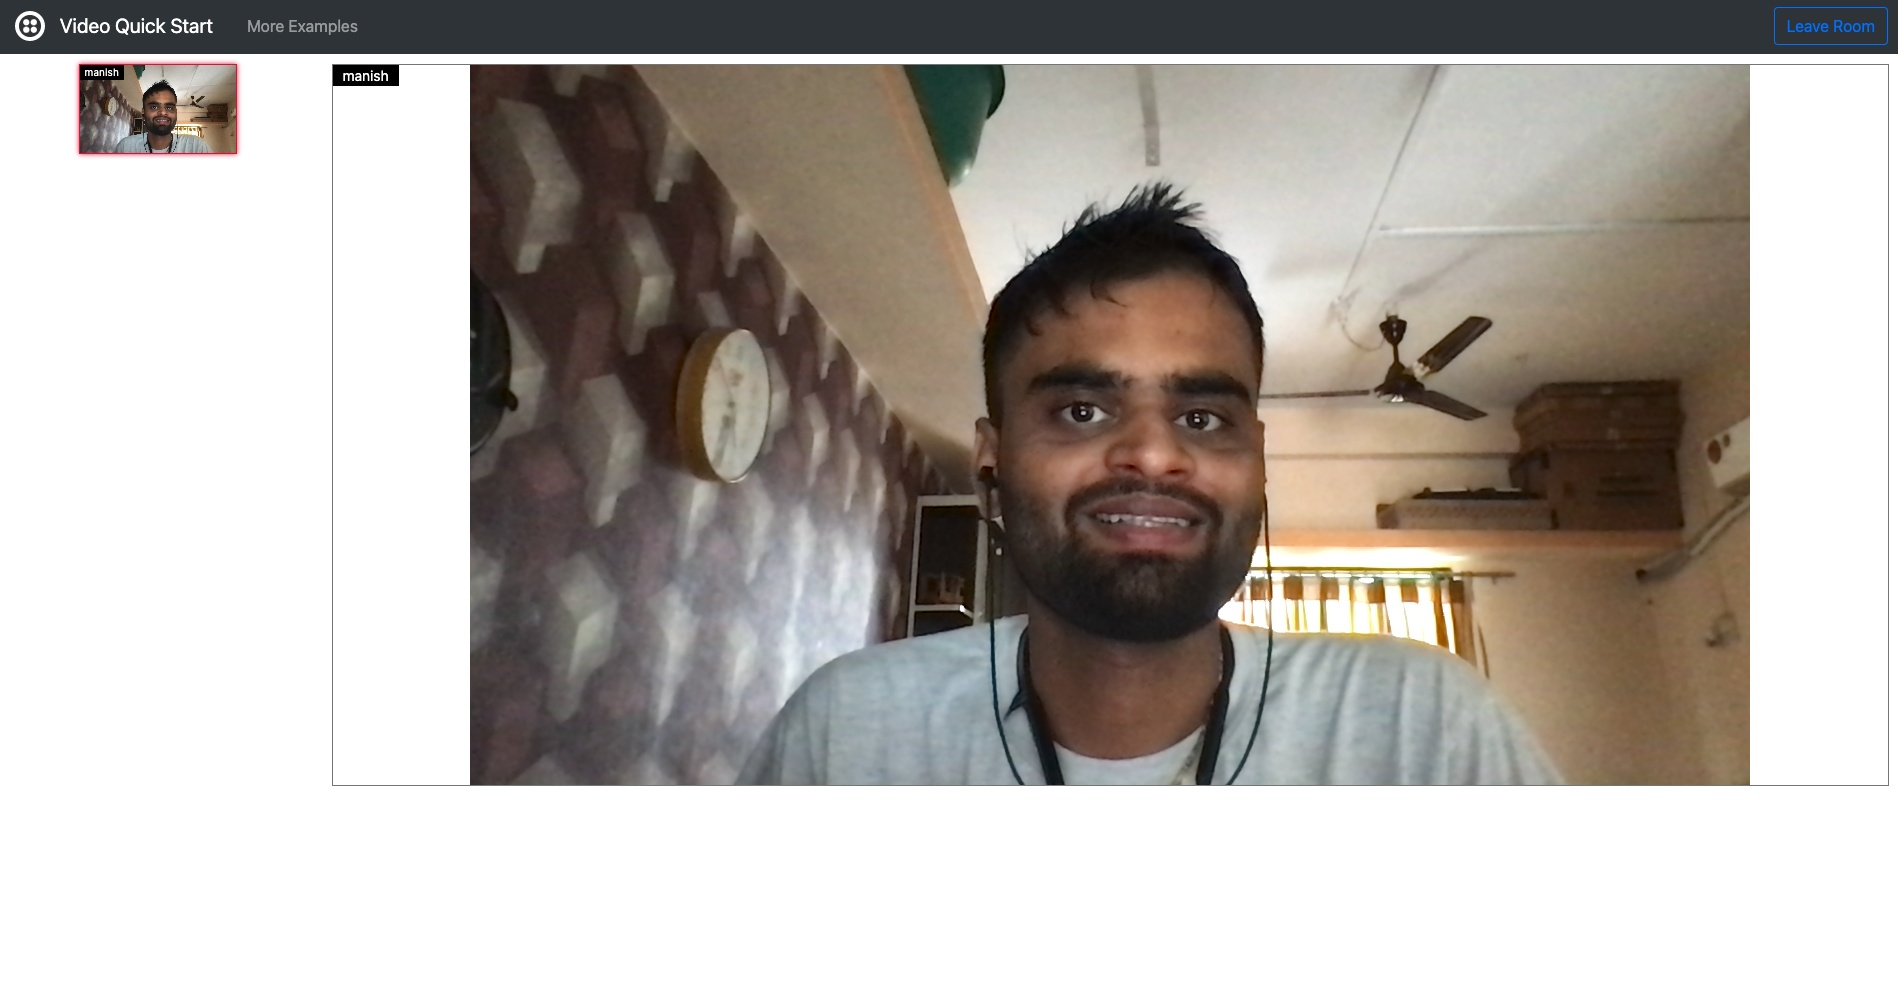 Video Quick Start
More Examples
Leave Room
manish
manish